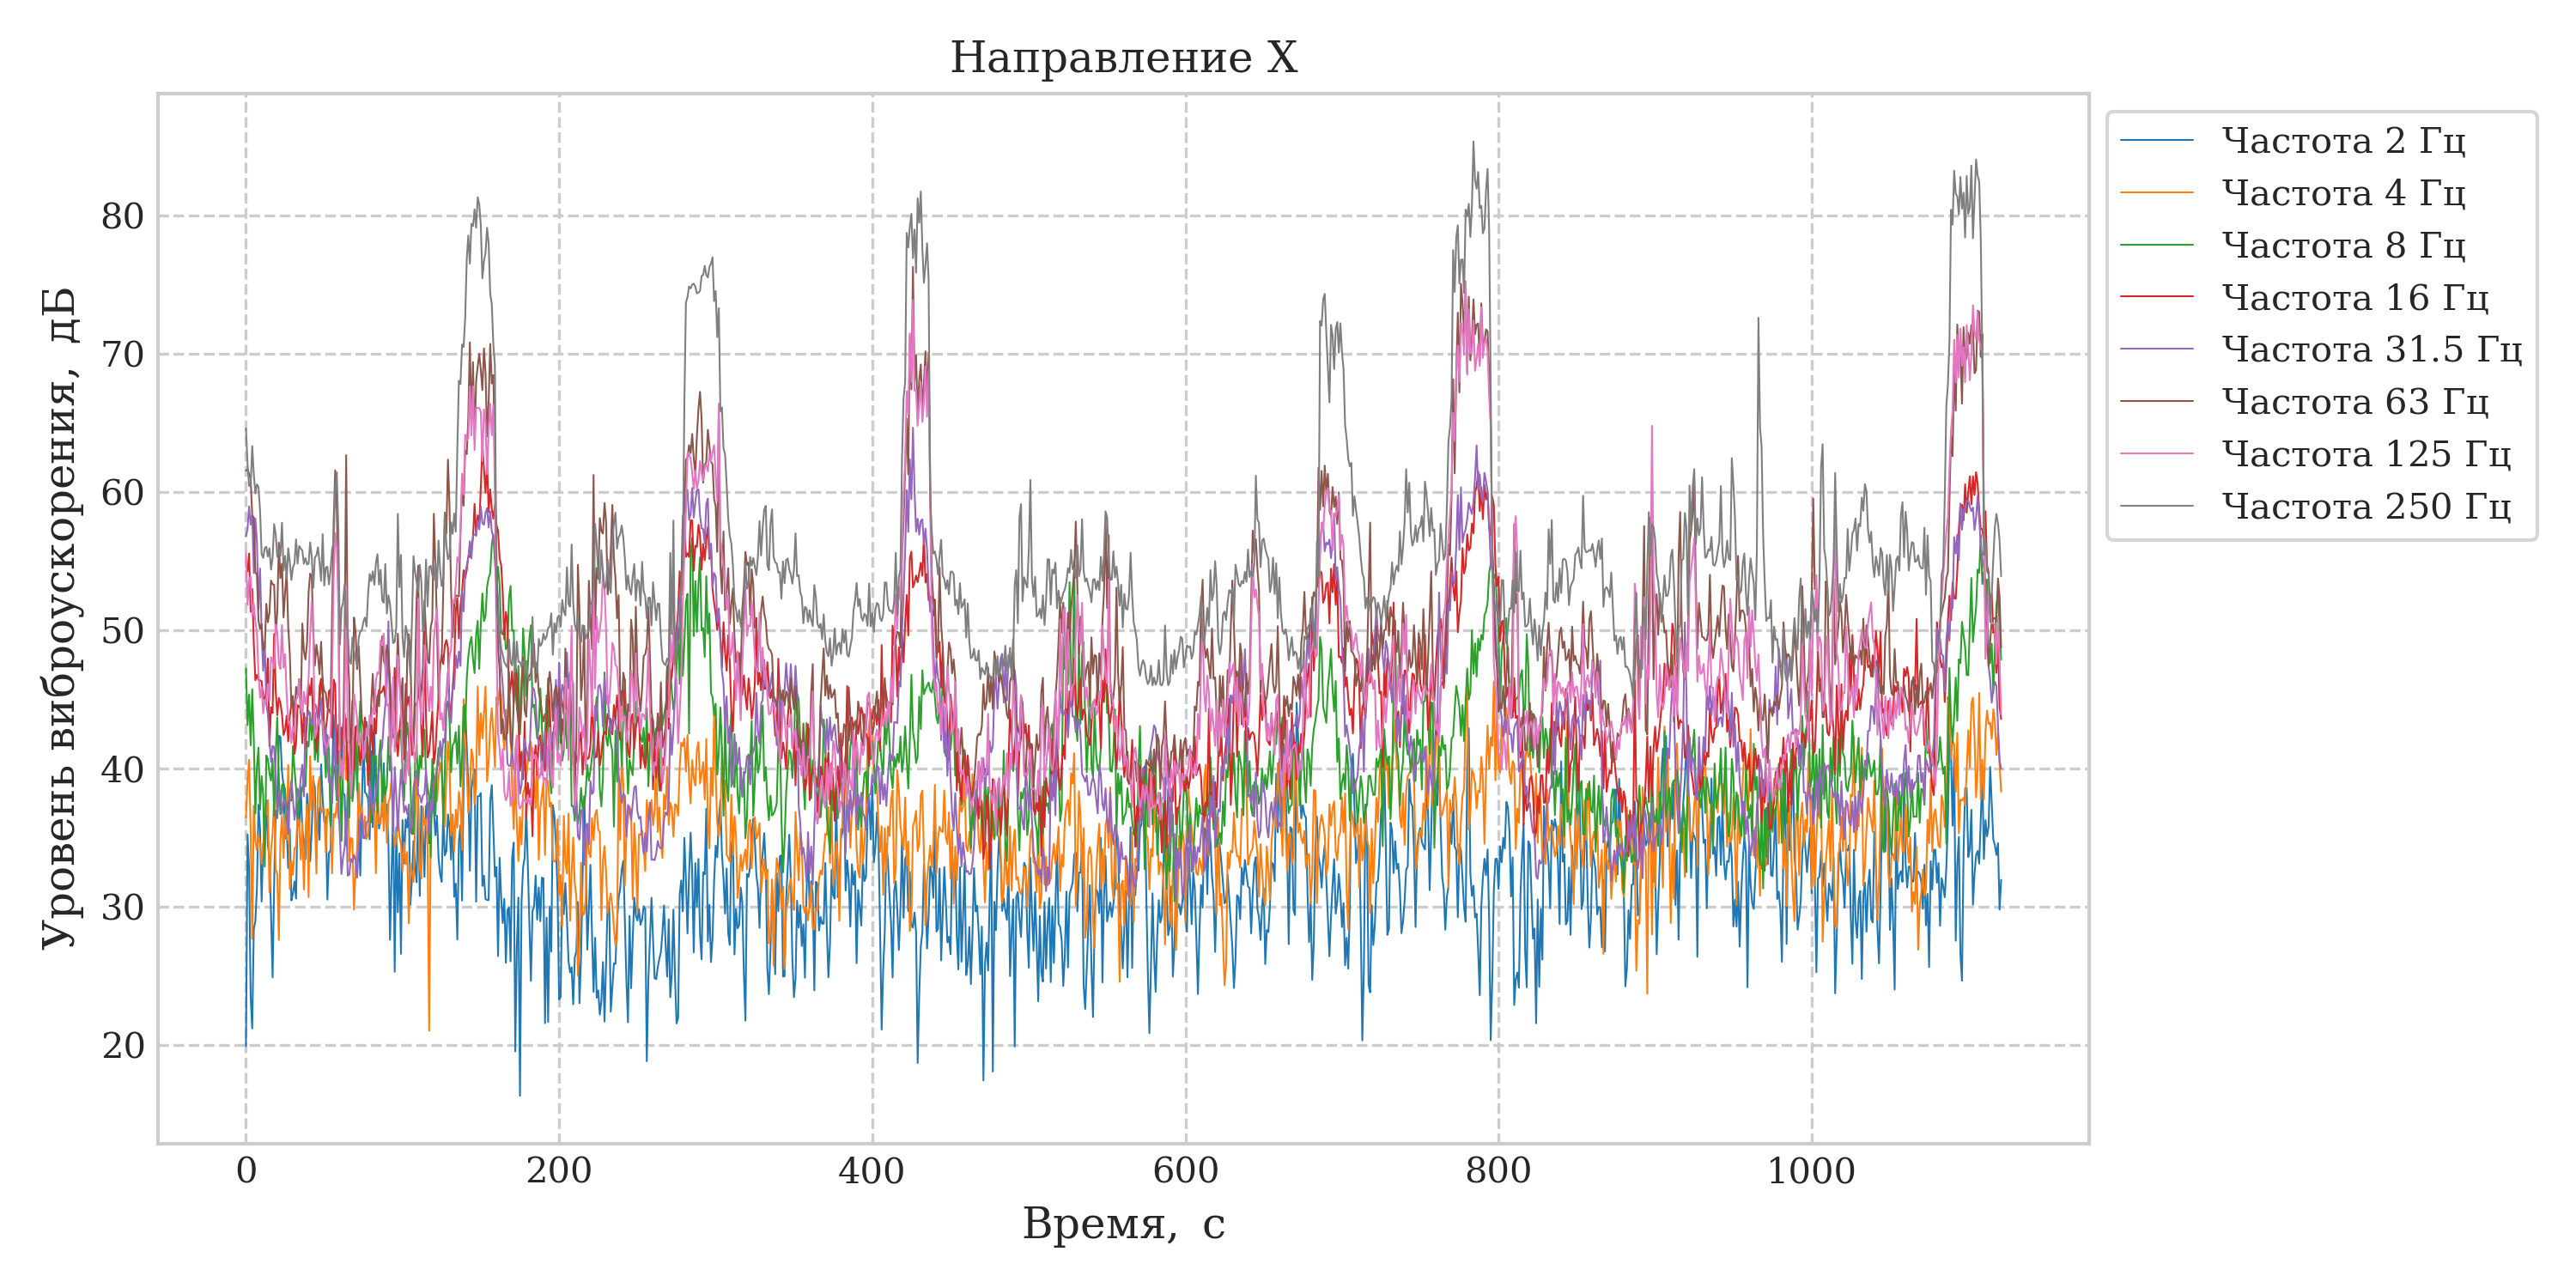 Направление X
Уровень виброускорения, дБ
80
70
60
50
40
30
20
0 200 400 600 800 1000
Время, с
Частота 2 Гц
Частота 4 Гц
Частота 8 Гц
Частота 16 Гц
Частота 31.5 Гц
Частота 63 Гц
Частота 125 Гц
Частота 250 Гц